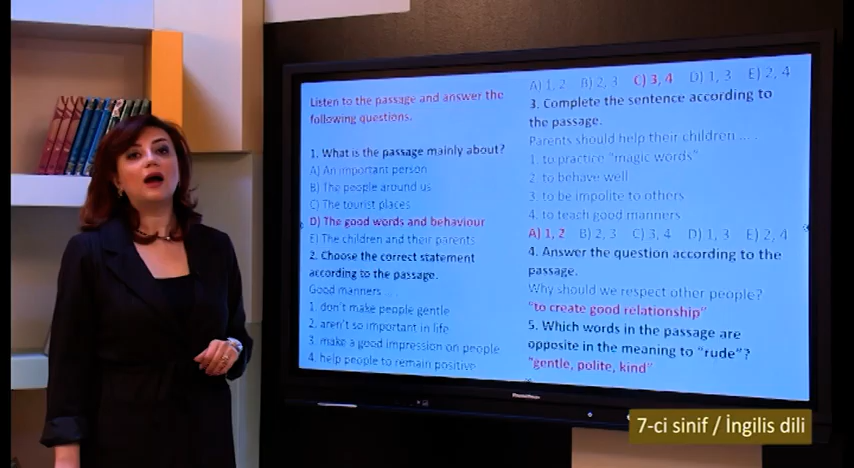 Listen to the passage and answer the
following questions.
1. What is the passage mainly about?
A) An important person
B) The people around us
C) The tourist places
D) The good words and behaviour
E) The children and their parents
2. Choose the correct statement
according to the passage.
Good manners ....
1. don't make people gentle
2. aren't so important in life
3. make a good impression on people
4. help people to remain positive
A) 1, 2 B) 2, 3 C) 3, 4 D) 1, 3 E) 2, 4
3. Complete the sentence according to
the passage.
Parents should help their children .... .
1. to practice "magic words"
2. to behave well
3. to be impolite to others
4. to teach good manners
A) 1, 2 B) 2, 3 C) 3, 4 D) 1, 3 E) 2, 4
4. Answer the question according to the
passage.
Why should we respect other people?
"to create good relationship"
5. Which words in the passage are
opposite in the meaning to "rude"?
"gentle, polite, kind"
7-ci sinif / İngilis dili